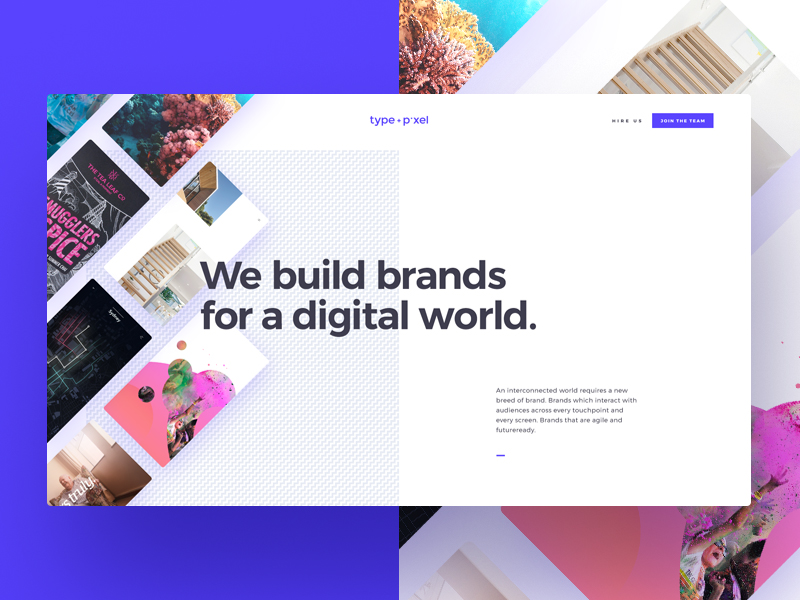 type + p·xel
HIRE US
JOIN THE TEAM
THE TEA LEAF CO
SMUGGLERS
SPICE
Sydney
We build brands
for a digital world.
An interconnected world requires a new
breed of brand. Brands which interact with
audiences across every touchpoint and
every screen. Brands that are agile and
futureready.
s truly.